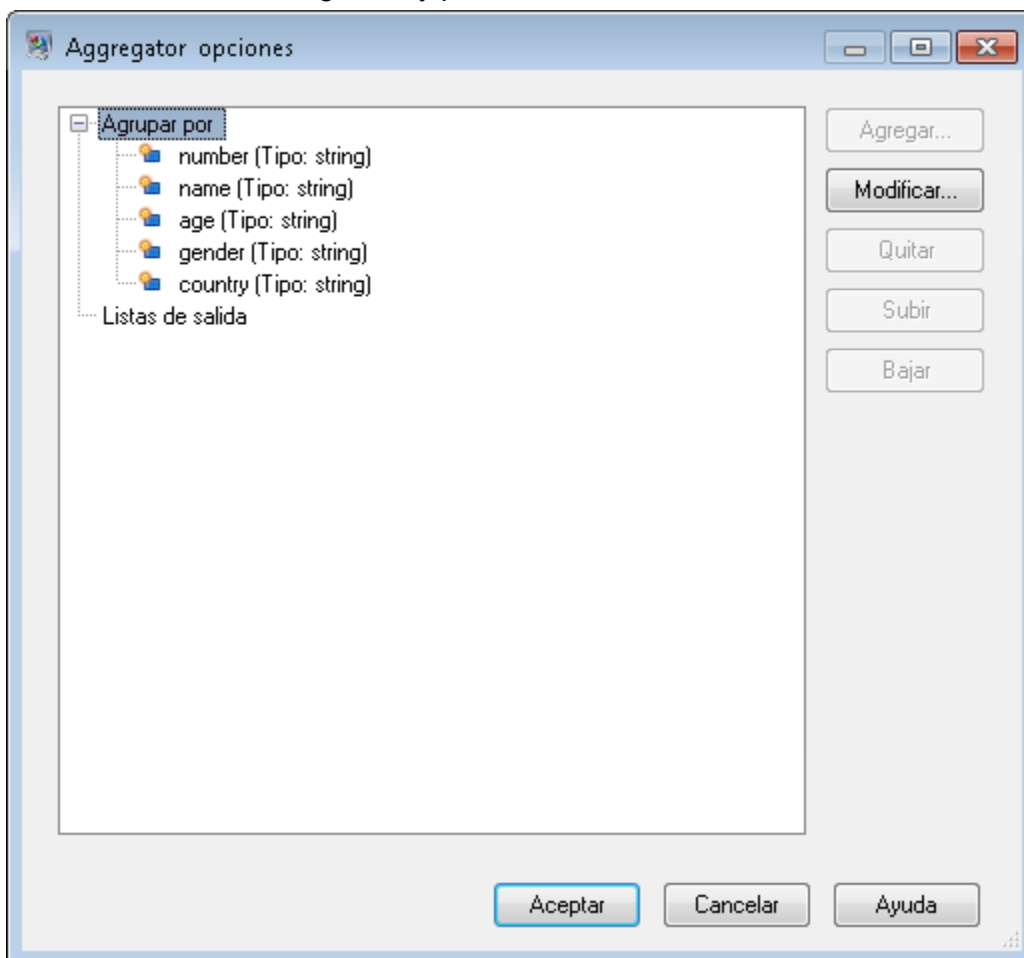 Aggregator opciones
Agrupar por
number (Tipo: string)
name (Tipo: string)
age (Tipo: string)
gender (Tipo: string)
country (Tipo: string)
Listas de salida
Agregar...
Modificar...
Quitar
Subir
Bajar
Aceptar
Cancelar
Ayuda